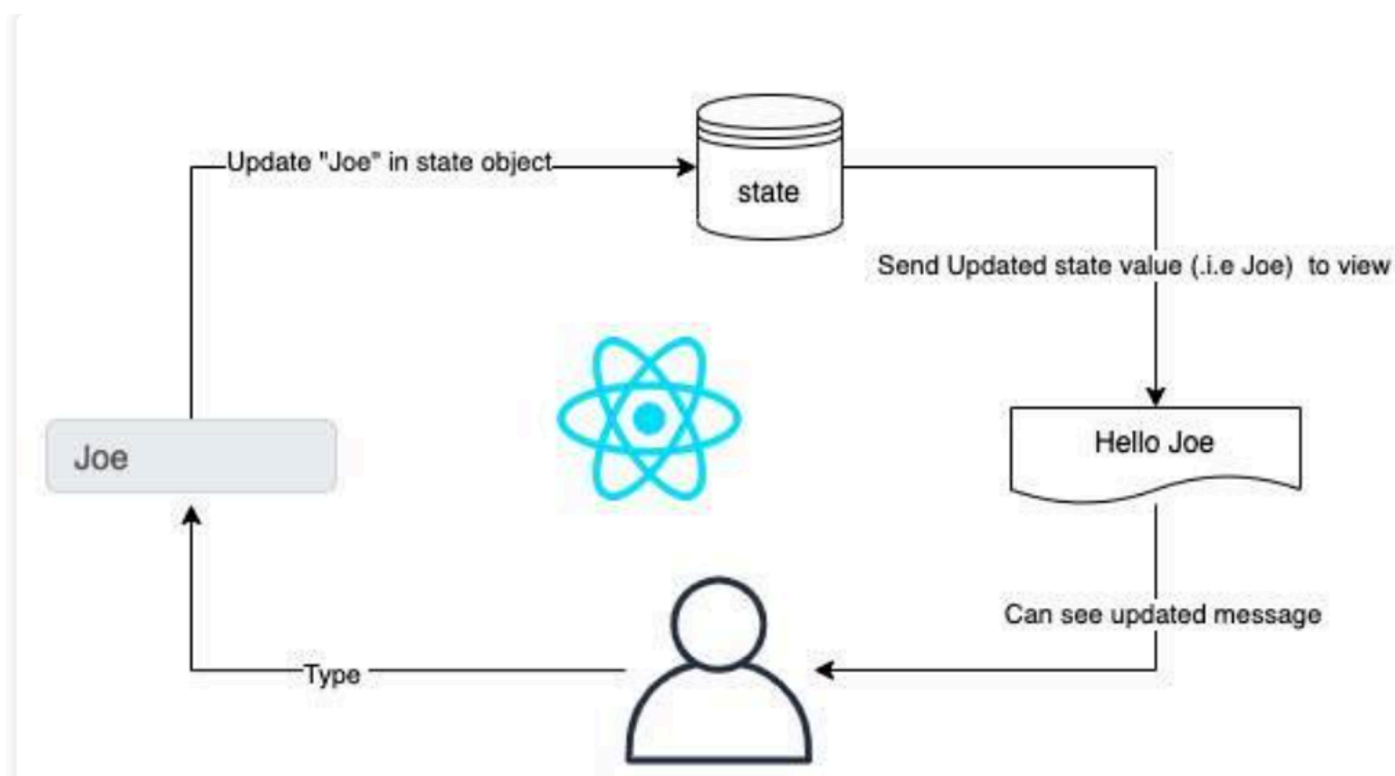 Update "Joe" in state object
state
Send Updated state value (.i.e Joe) to view
Joe
Hello Joe
Can see updated message
Type